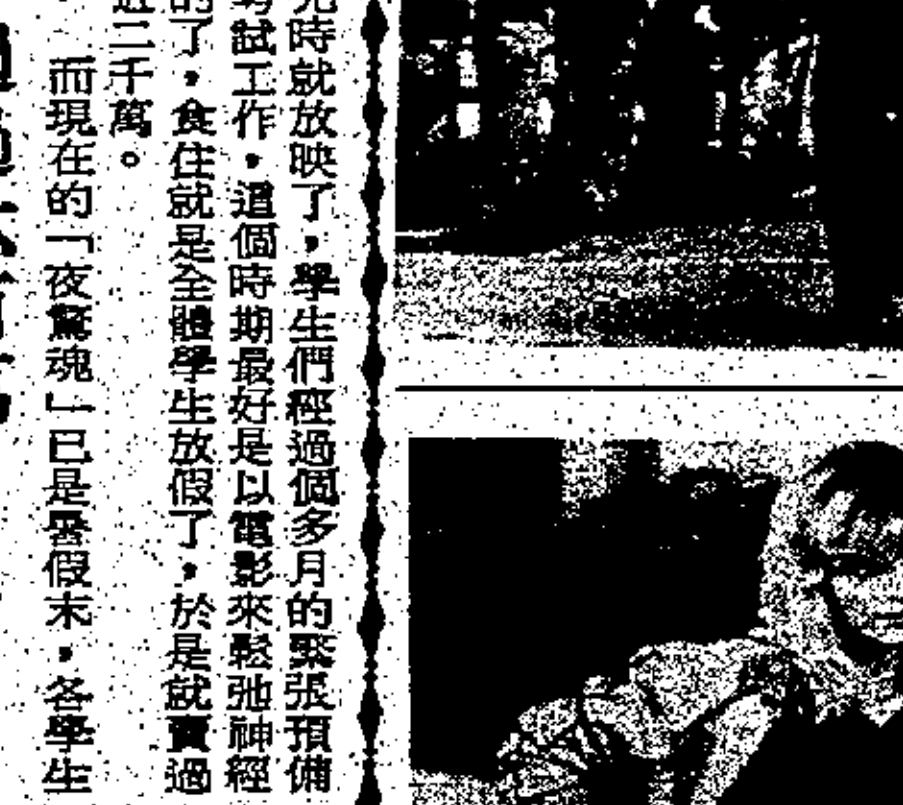 時就放映了，學生們經過個多月的緊張預備
試工作，這個時期最好是以電影來鬆弛神經
的了，食住就是全體學生放假了，於是就賣過
近二千萬。
而現在的「夜驚魂」已是暑假末，各學生